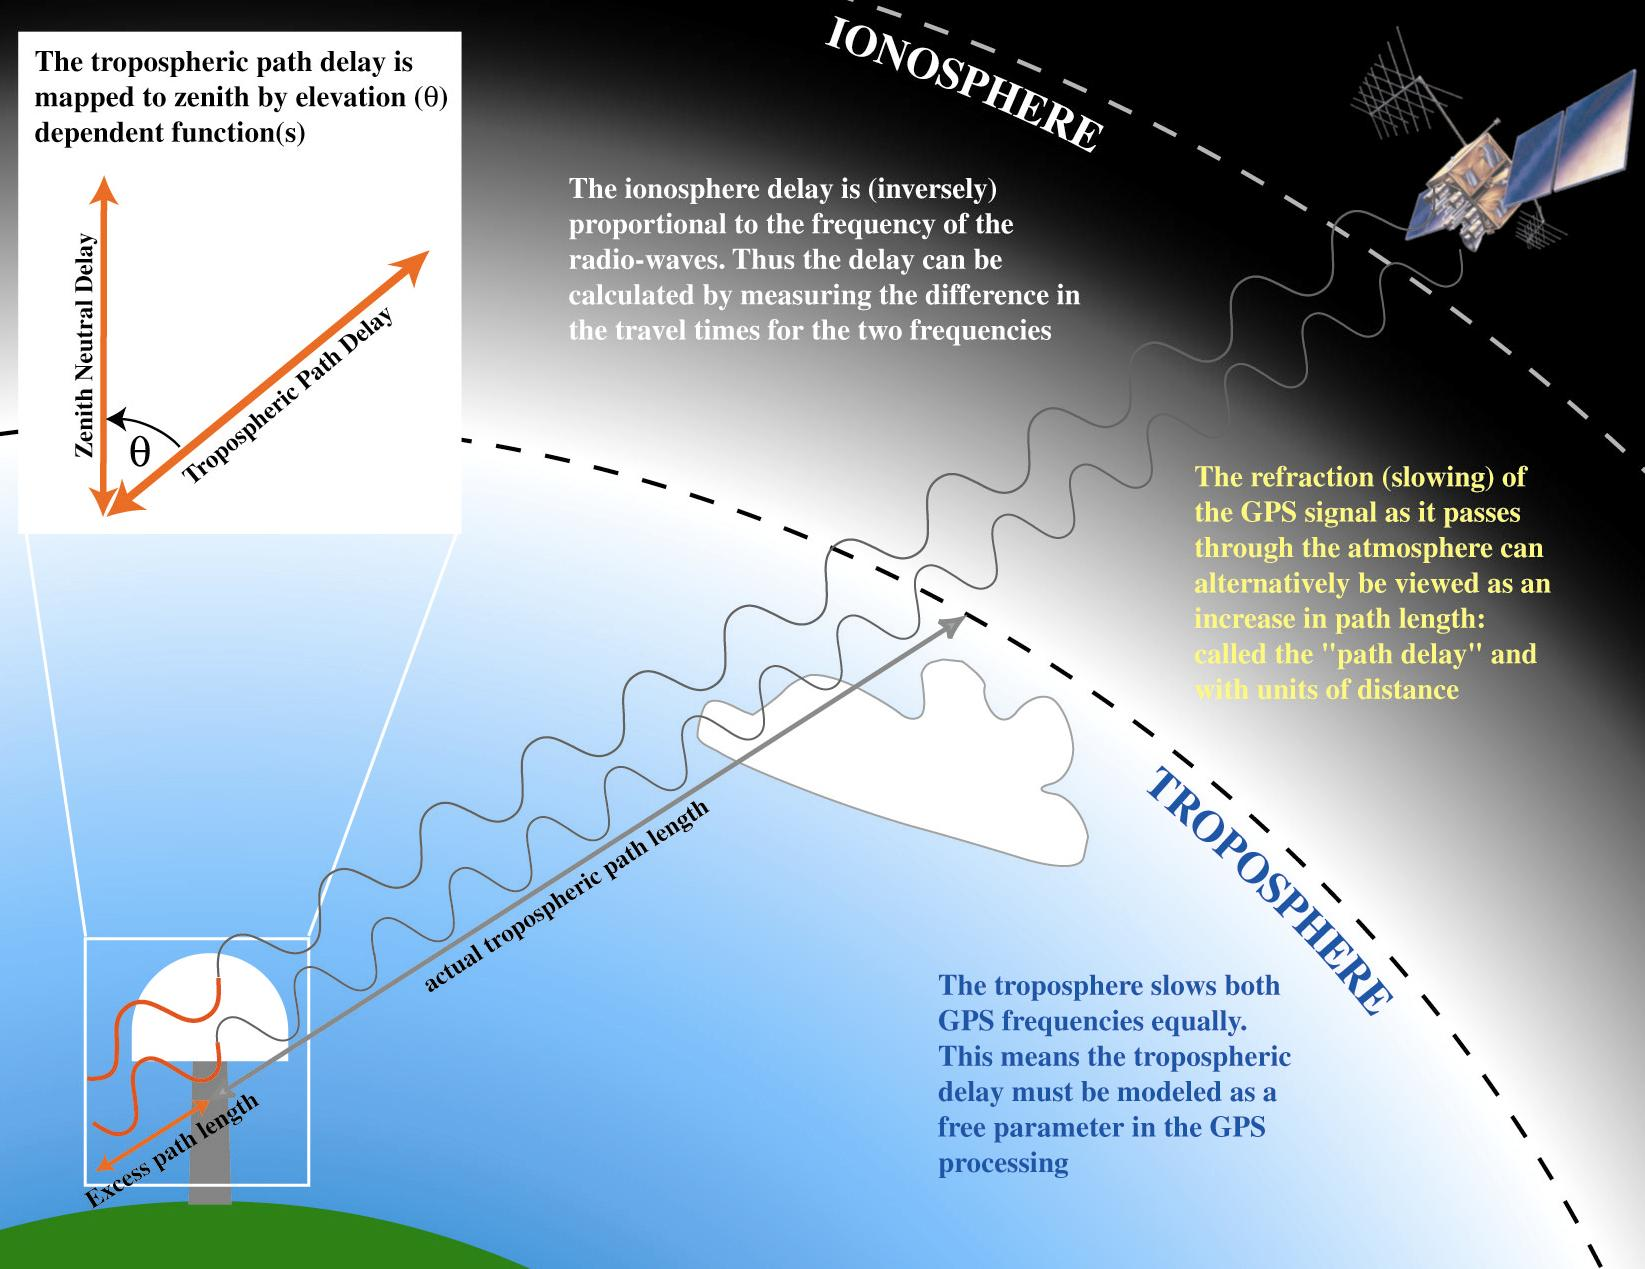 The tropospheric path delay is
mapped to zenith by elevation (θ)
dependent function(s)
Zenith Neutral Delay
θ
Tropospheric Path Delay
IONOSPHERE
The ionosphere delay is (inversely)
proportional to the frequency of the
radio-waves. Thus the delay can be
calculated by measuring the difference in
the travel times for the two frequencies
The refraction (slowing) of
the GPS signal as it passes
through the atmosphere can
alternatively be viewed as an
increase in path length:
called the "path delay" and
with units of distance
TROPOSPHERE
actual tropospheric path length
The troposphere slows both
GPS frequencies equally.
This means the tropospheric
delay must be modeled as a
free parameter in the GPS
processing
Excess path length